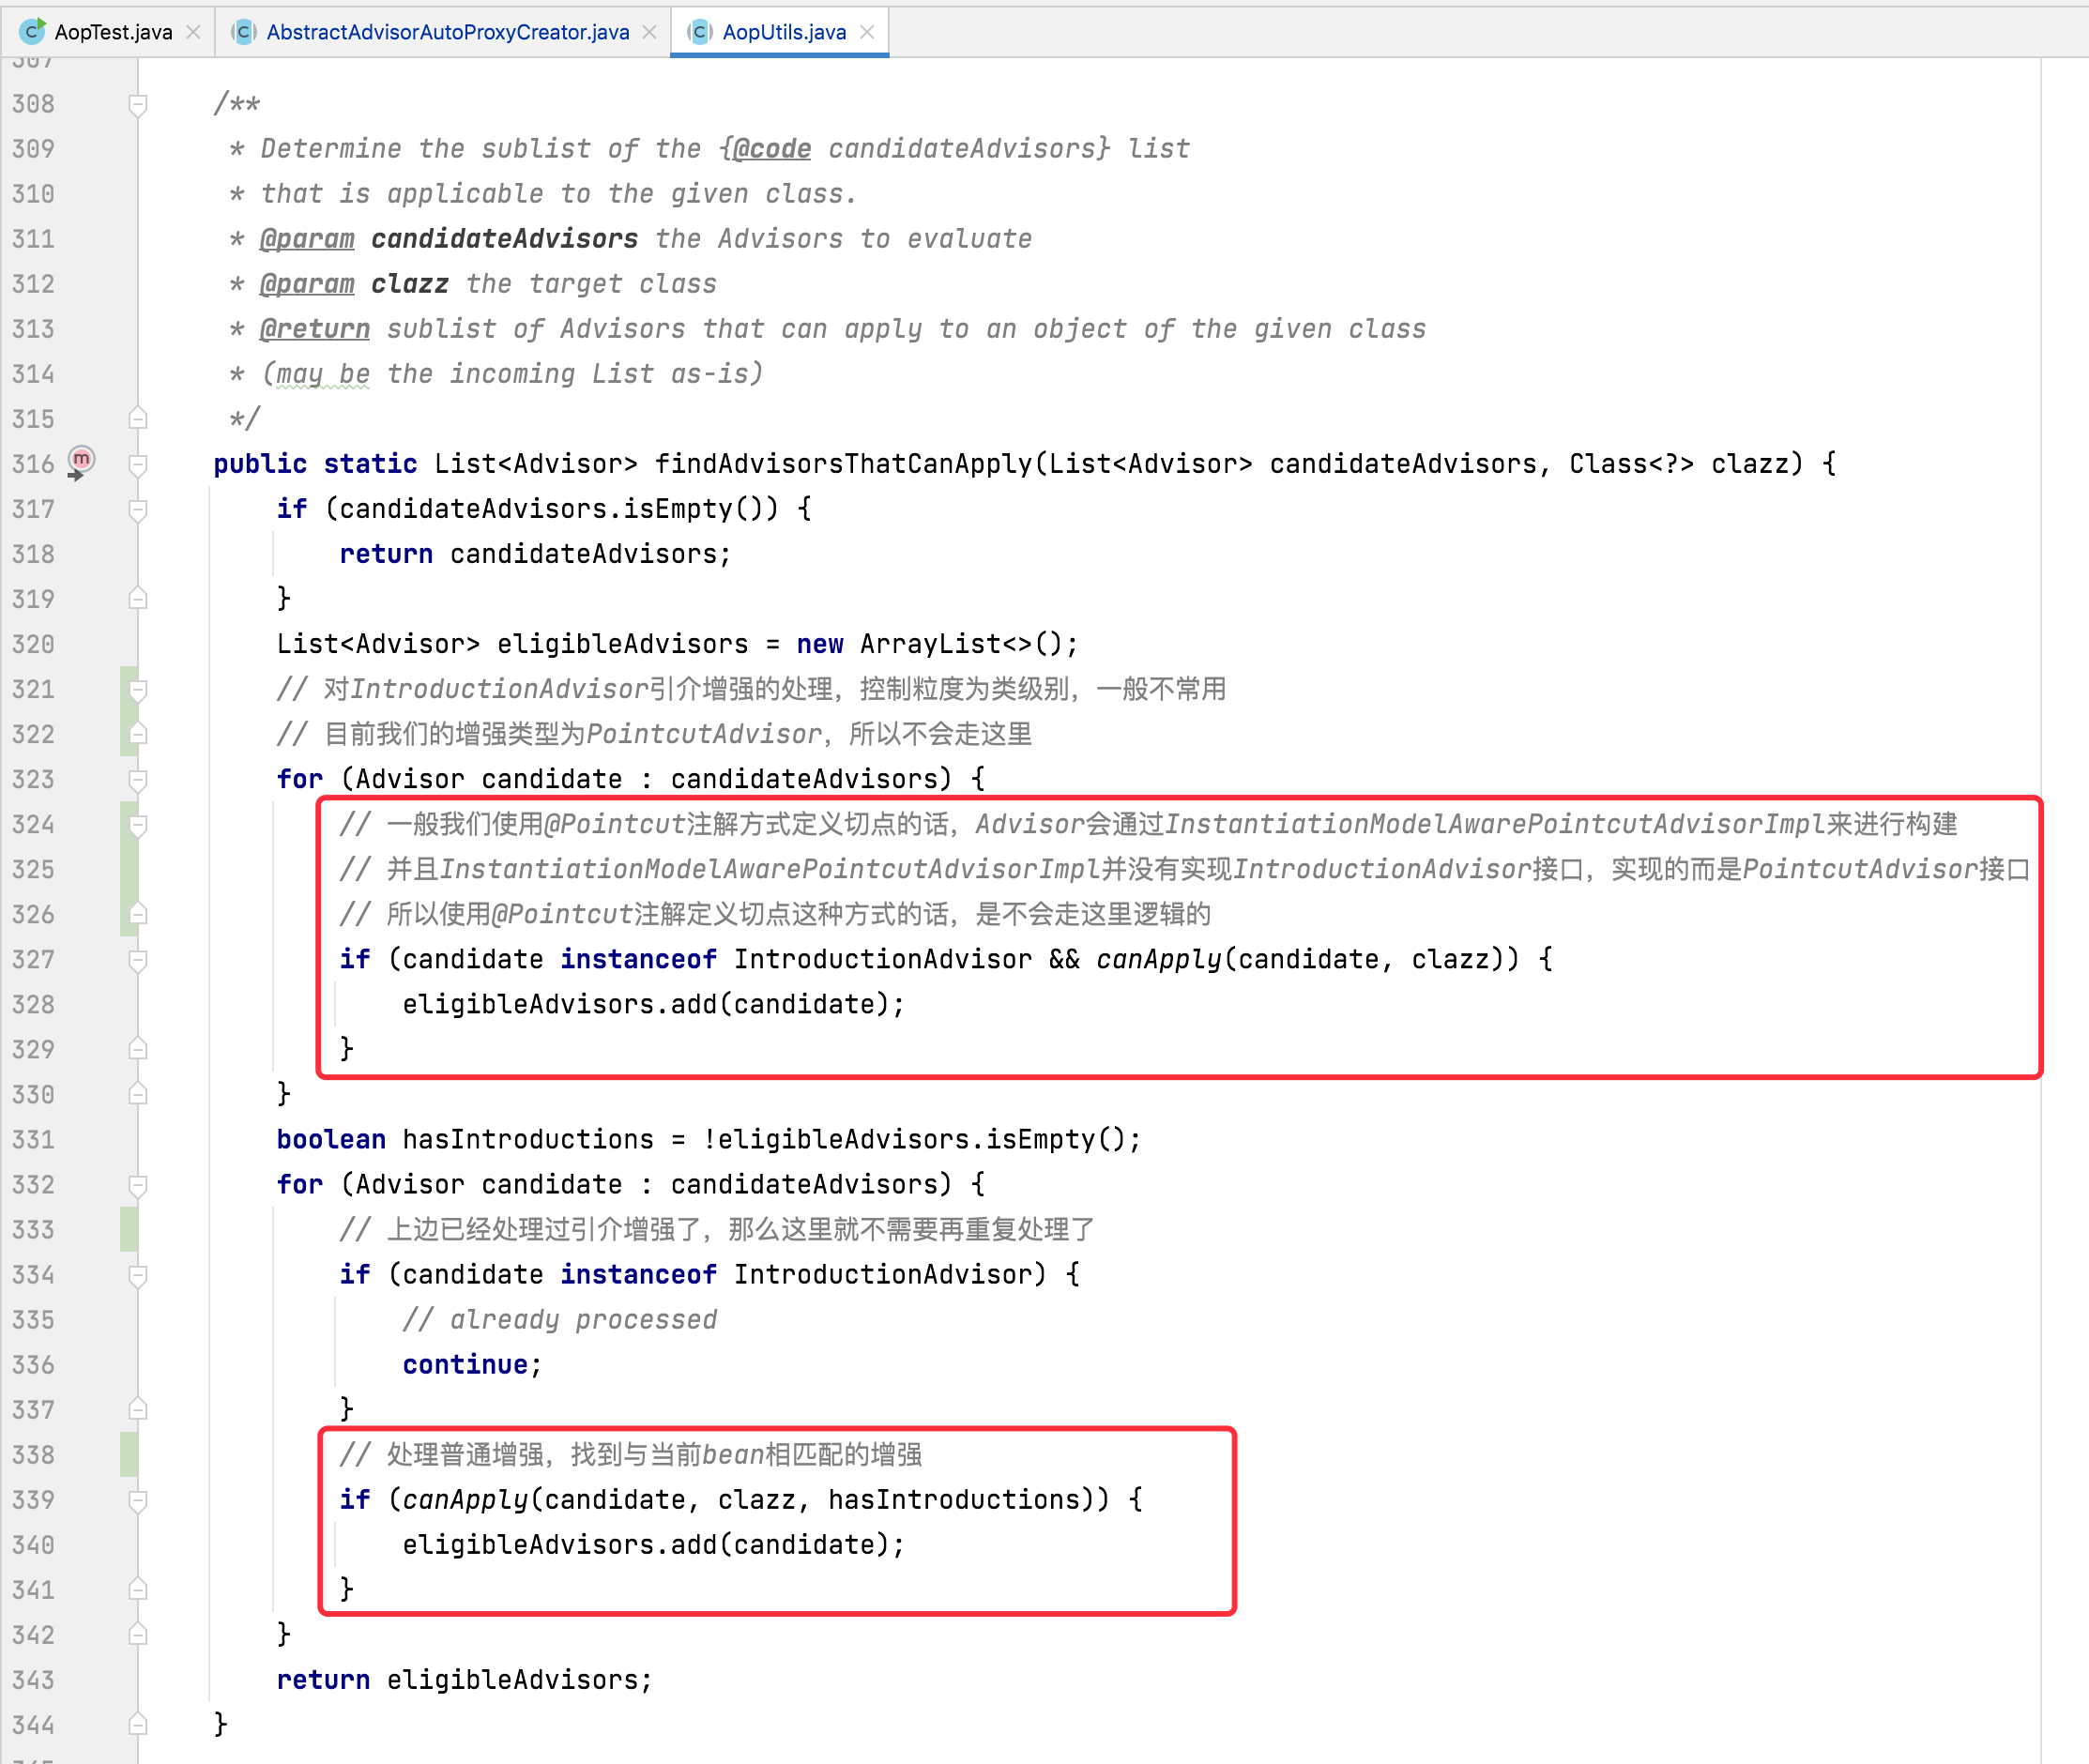 AopTest.java AbstractAdvisorAutoProxyCreator.java AopUtils.java
307
308 /**
309 * Determine the sublist of the {@code candidateAdvisors} list
310 * that is applicable to the given class.
311 * @param candidateAdvisors the Advisors to evaluate
312 * @param clazz the target class
313 * @return sublist of Advisors that can apply to an object of the given class
314 * (may be the incoming List as-is)
315 */
316 public static List<Advisor> findAdvisorsThatCanApply(List<Advisor> candidateAdvisors, Class<?> clazz) {
317 if (candidateAdvisors.isEmpty()) {
318 return candidateAdvisors;
319 }
320 List<Advisor> eligibleAdvisors = new ArrayList<>();
321 // 对IntroductionAdvisor引介增强的处理，控制粒度为类级别，一般不常用
322 // 目前我们的增强类型为PointcutAdvisor，所以不会走这里
323 for (Advisor candidate : candidateAdvisors) {
324 // 一般我们使用@Pointcut注解方式定义切点的话，Advisor会通过InstantiationModelAwarePointcutAdvisorImpl来进行构建
325 // 并且InstantiationModelAwarePointcutAdvisorImpl并没有实现IntroductionAdvisor接口，实现的而是PointcutAdvisor接口
326 // 所以使用@Pointcut注解定义切点这种方式的话，是不会走这里逻辑的
327 if (candidate instanceof IntroductionAdvisor && canApply(candidate, clazz)) {
328 eligibleAdvisors.add(candidate);
329 }
330 }
331 boolean hasIntroductions = !eligibleAdvisors.isEmpty();
332 for (Advisor candidate : candidateAdvisors) {
333 // 上边已经处理过引介增强了，那么这里就不需要再重复处理了
334 if (candidate instanceof IntroductionAdvisor) {
335 // already processed
336 continue;
337 }
338 // 处理普通增强，找到与当前bean相匹配的增强
339 if (canApply(candidate, clazz, hasIntroductions)) {
340 eligibleAdvisors.add(candidate);
341 }
342 }
343 return eligibleAdvisors;
344 }